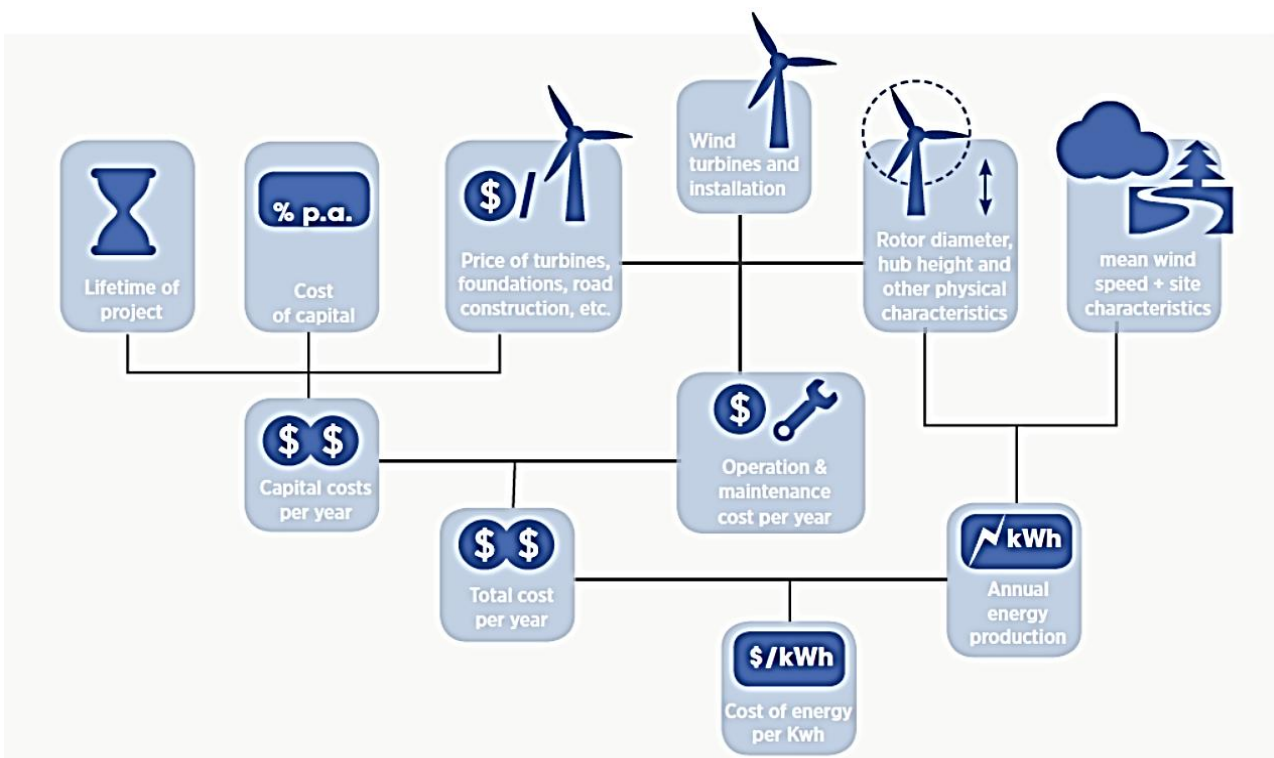 Wind
turbines and
installation
% p.a.
$/
$
Lifetime of
project
Cost
of capital
Price of turbines,
foundations, road
construction, etc.
Rotor diameter,
hub height and
other physical
characteristics
mean wind
speed + site
characteristics
$ $
Capital costs
per year
$
Operation &
maintenance
cost per year
$ $
Total cost
per year
kWh
Annual
energy
production
$/kWh
Cost of energy
per Kwh